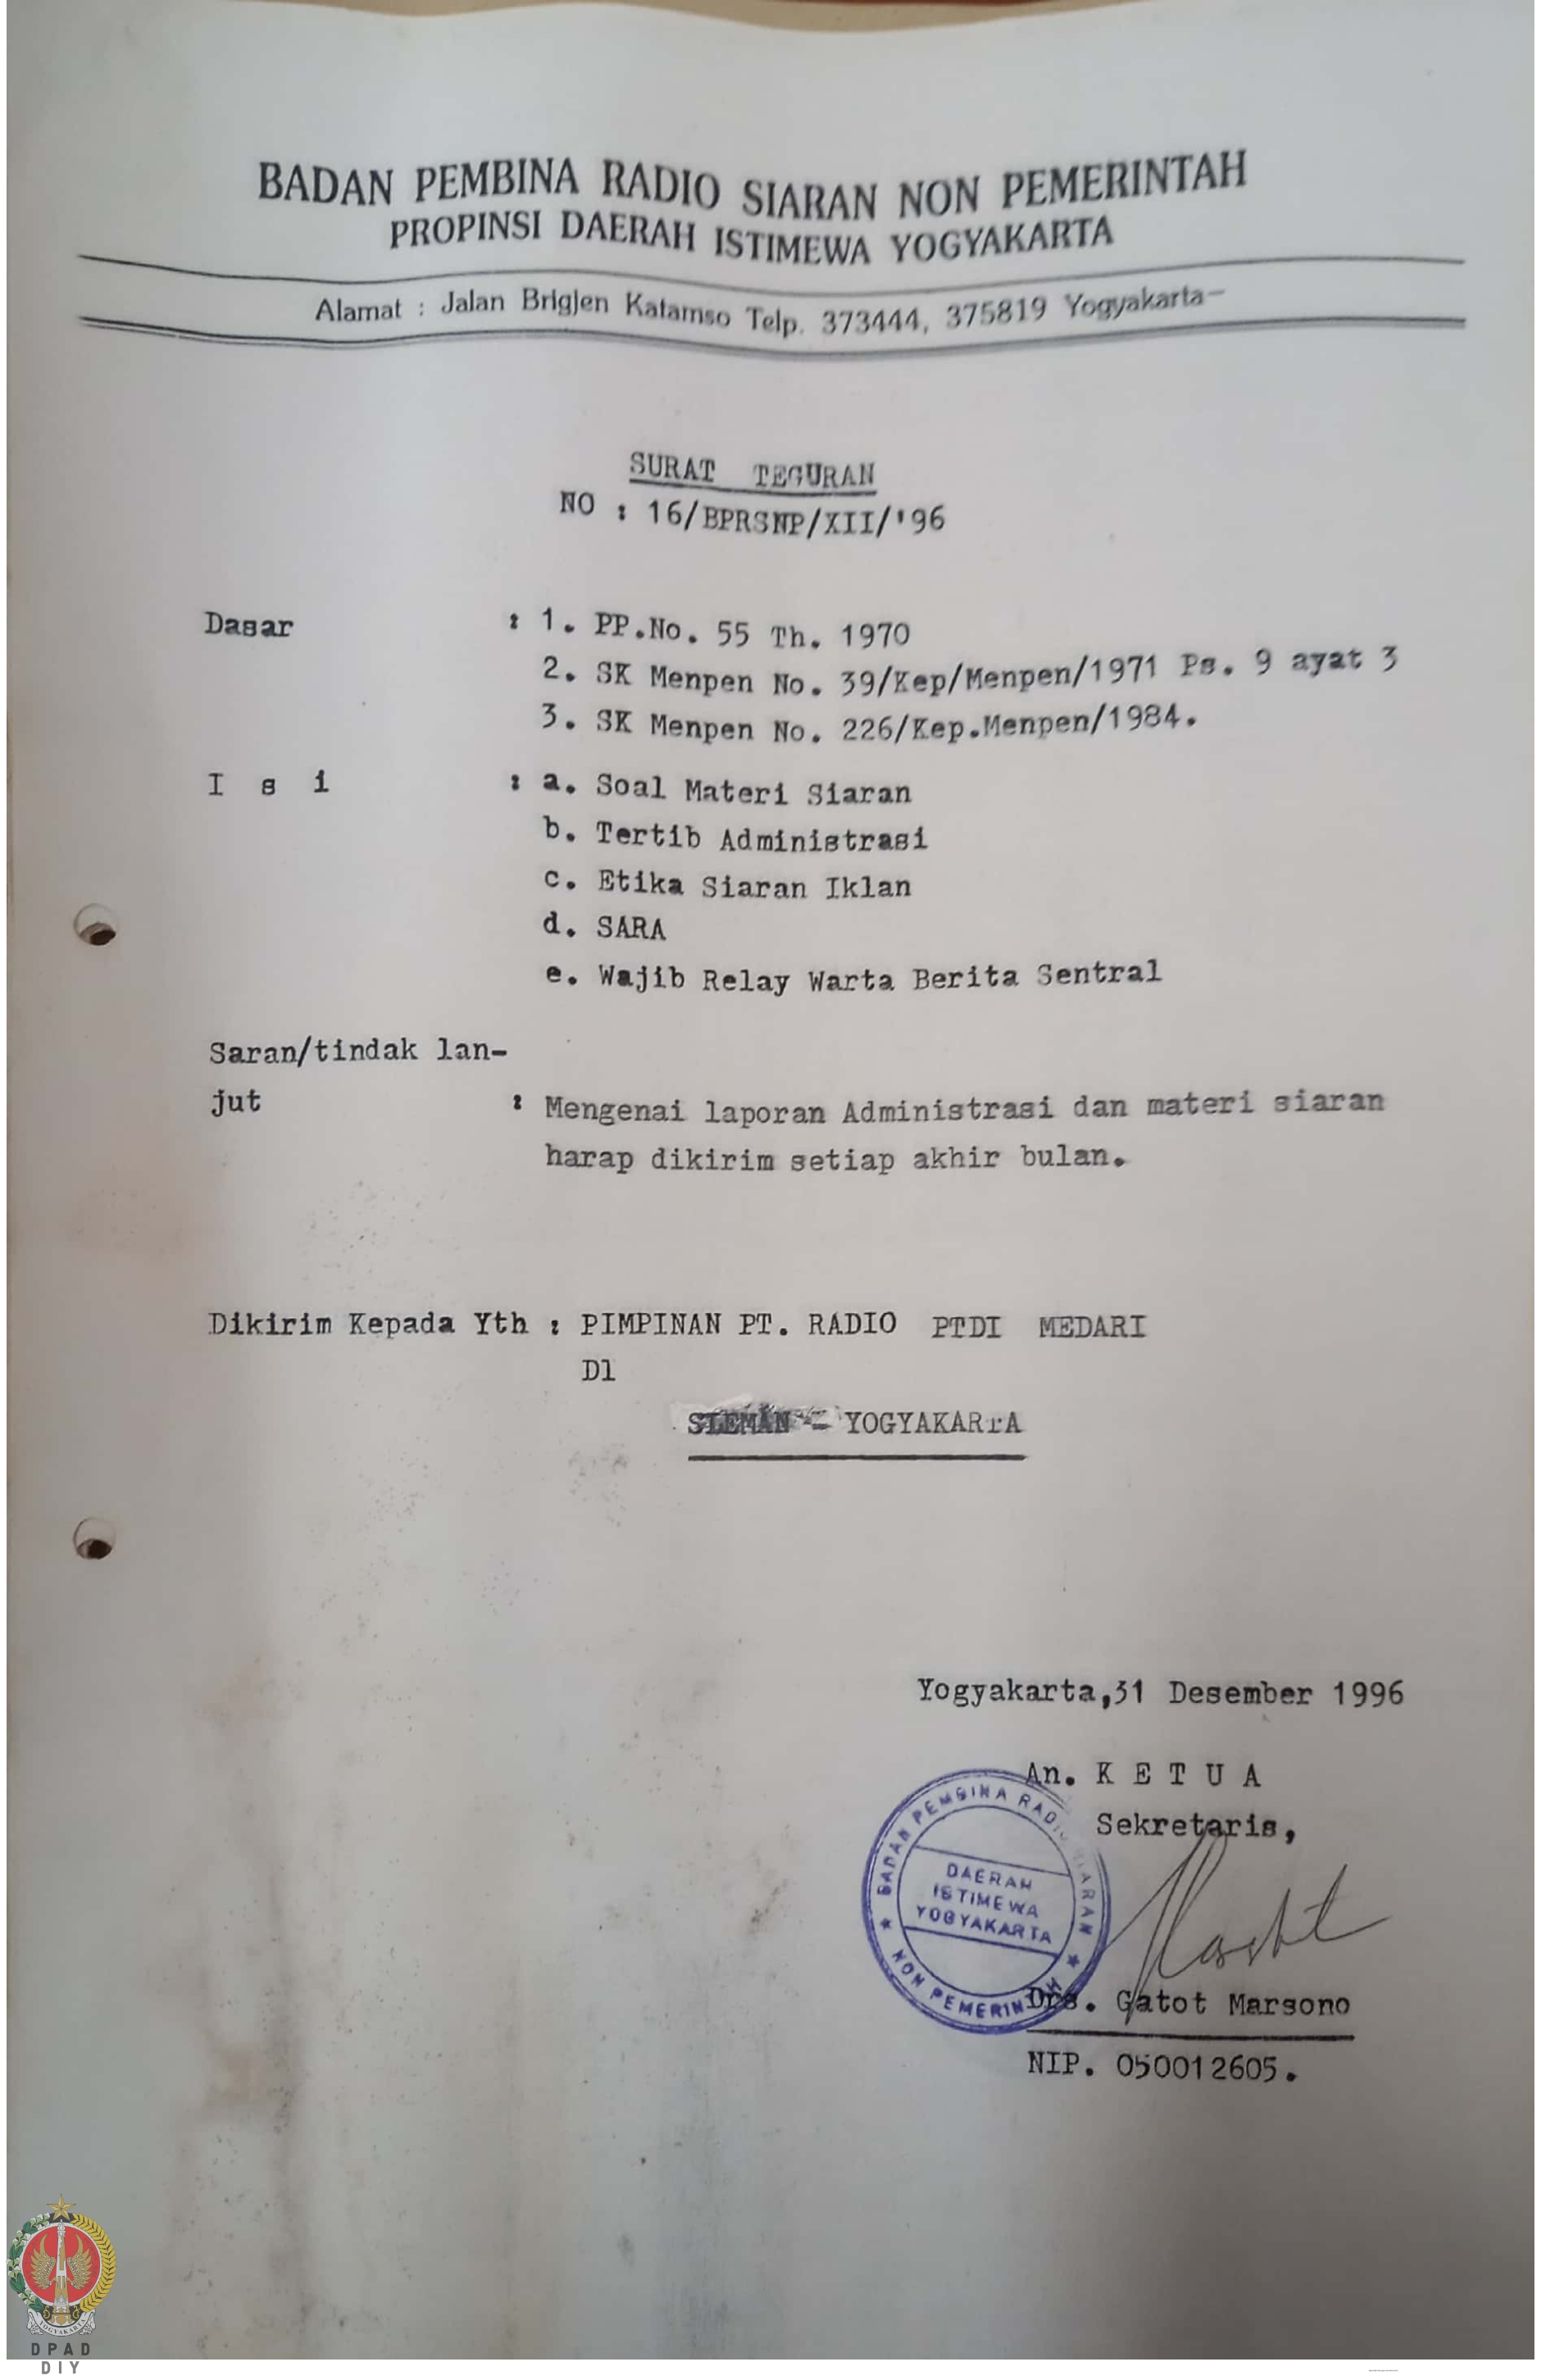 BADAN PEMBINA RADIO SIARAN NON PEMERINTAH
PROPINSI DAERAH ISTIMEWA YOGYAKARTA
Alamat : Jalan Brigjen Katamso Telp. 373444, 375819 Yogyakarta-
SURAT TEGURAN
NO : 16/BPRSNP/XII/'96
Dasar : 1. PP.No. 55 Th. 1970
2. SK Menpen No. 39/Kep/Menpen/1971 Ps. 9 ayat 3
3. SK Menpen No. 226/Kep.Menpen/1984.
I s i : a. Soal Materi Siaran
b. Tertib Administrasi
c. Etika Siaran Iklan
d. SARA
e. Wajib Relay Warta Berita Sentral
Saran/tindak lan-
jut : Mengenai laporan Administrasi dan materi siaran
harap dikirim setiap akhir bulan.
Dikirim Kepada Yth : PIMPINAN PT. RADIO PTDI MEDARI
D1
SLEMAN - YOGYAKARTA
Yogyakarta,31 Desember 1996
An. K E T U A
Sekretaris,
BADAN PEMBINA RADIO SIARAN
DAERAH
ISTIMEWA
YOGYAKARTA
NON PEMERINTAH
Drs. Gatot Marsono
NIP. 050012605.
YOGYAKARTA
DPAD
DIY